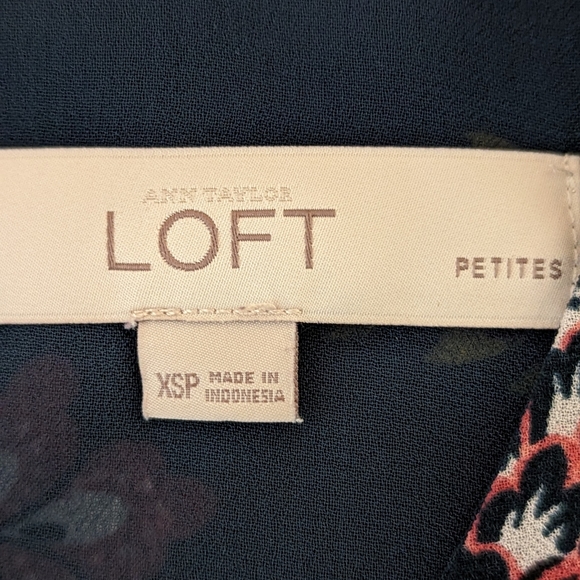 ANN TAYLOR
LOFT
PETITES
XSP MADE IN
INDONESIA